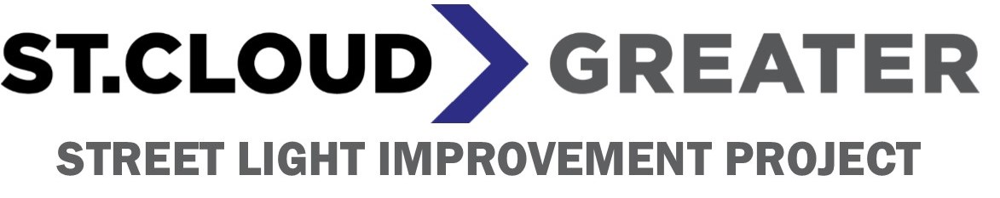 ST.CLOUD > GREATER
STREET LIGHT IMPROVEMENT PROJECT